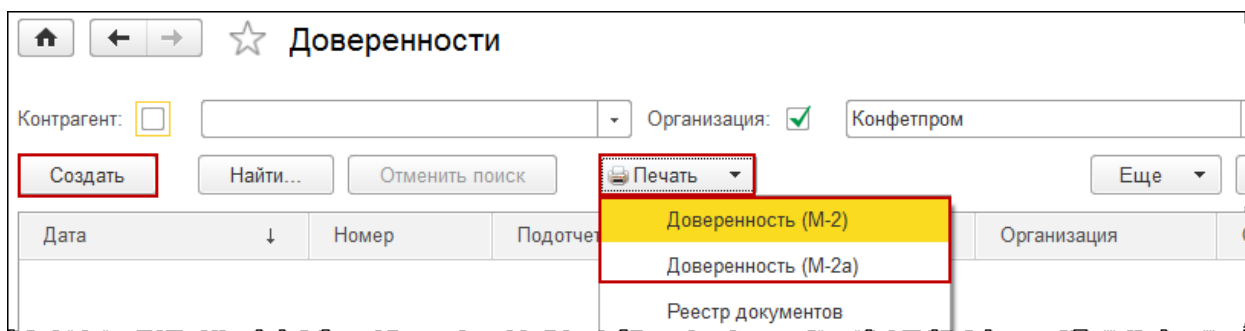 Доверенности
Контрагент: Организация: Конфетпром
Создать Найти... Отменить поиск Печать Еще
Дата ↓ Номер Подотчет Организация
Доверенность (М-2)
Доверенность (М-2а)
Реестр документов